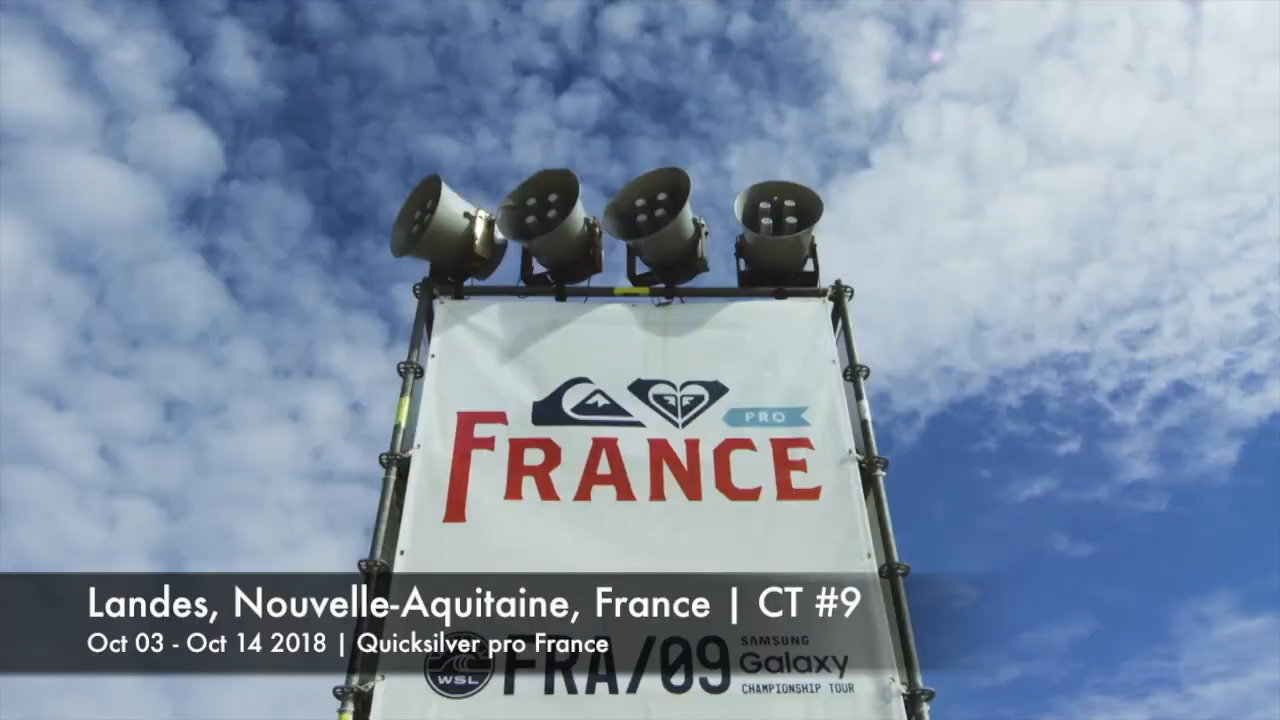 PRO
FRANCE
Landes, Nouvelle-Aquitaine, France | CT #9
Oct 03 - Oct 14 2018 | Quicksilver pro France
WSL
FRA/09
SAMSUNG
Galaxy
CHAMPIONSHIP TOUR